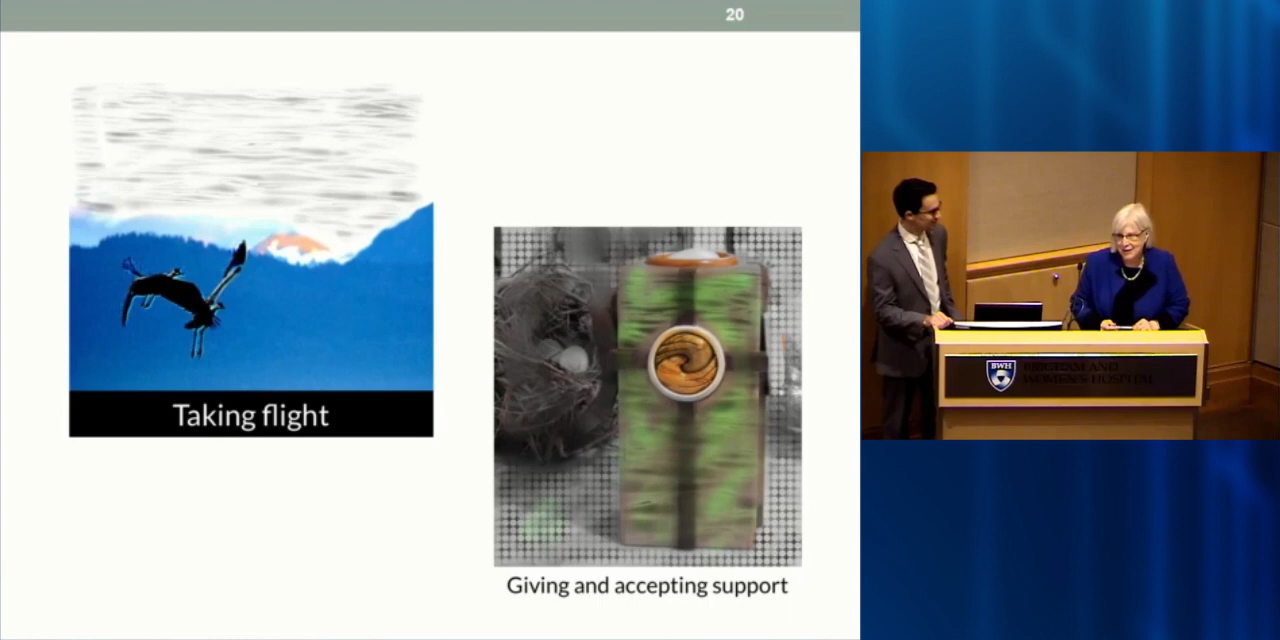 20
Taking flight
Giving and accepting support
BWH
BRIGHAM AND
WOMEN'S HOSPITAL